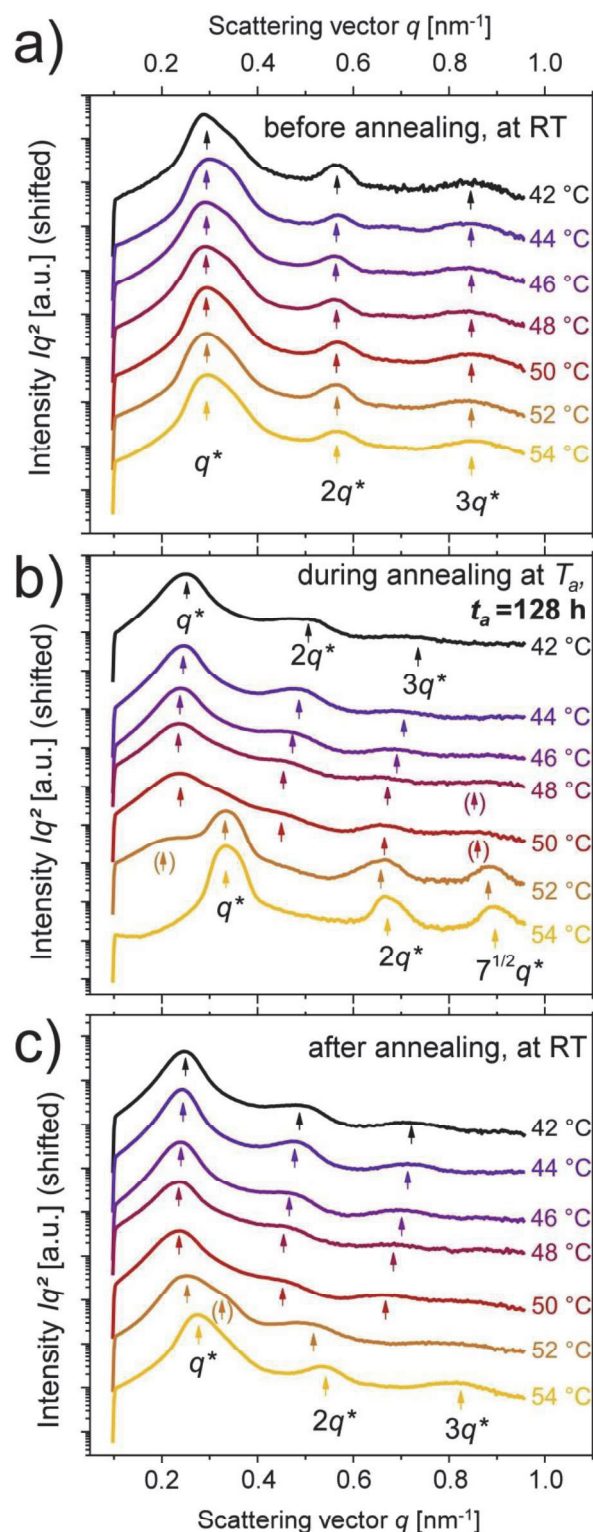 Scattering vector q [nm⁻¹]
0.2 0.4 0.6 0.8 1.0
a)
before annealing, at RT
Intensity Iq² [a.u.] (shifted)
42 °C
44 °C
46 °C
48 °C
50 °C
52 °C
54 °C
q* 2q* 3q*
b)
during annealing at Tₐ,
tₐ =128 h
Intensity Iq² [a.u.] (shifted)
q* 2q* 3q*
42 °C
44 °C
46 °C
48 °C
( )
50 °C
( )
52 °C
( )
54 °C
q* 2q* 7^{1/2}q*
c)
after annealing, at RT
Intensity Iq² [a.u.] (shifted)
42 °C
44 °C
46 °C
48 °C
50 °C
52 °C
( )
54 °C
q* 2q* 3q*
0.2 0.4 0.6 0.8 1.0
Scattering vector q [nm⁻¹]